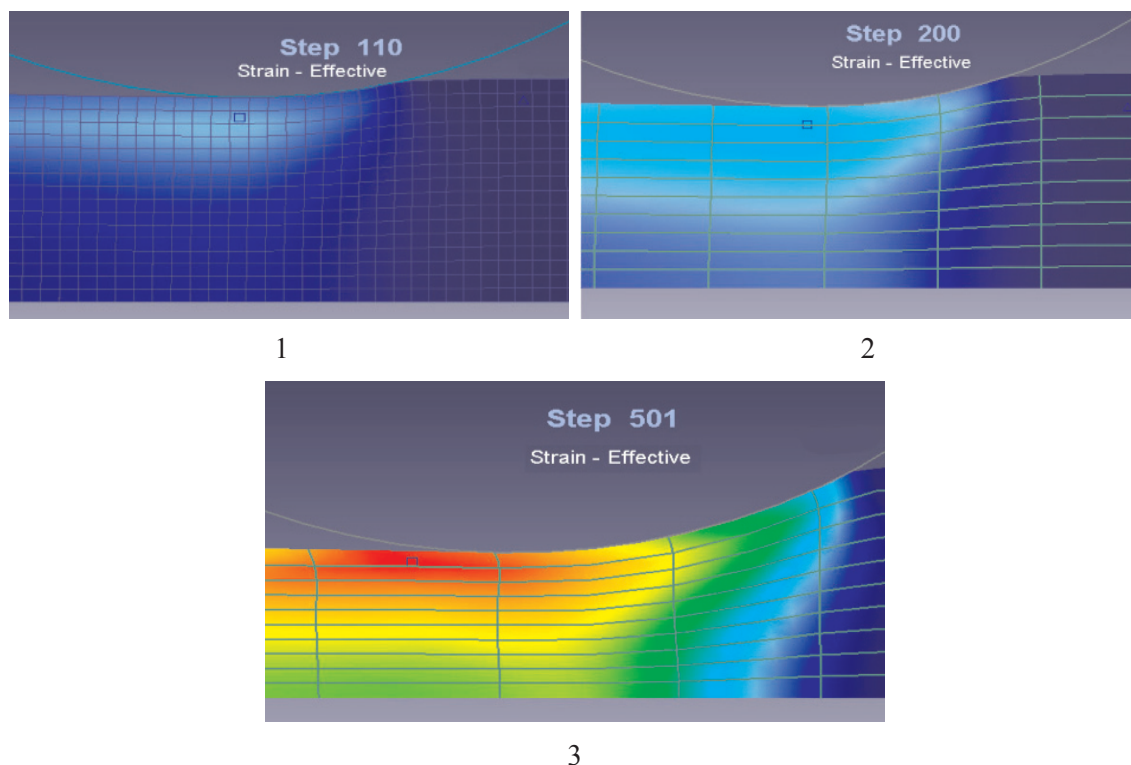 Step 110
Strain - Effective
Step 200
Strain - Effective
1
2
Step 501
Strain - Effective
3